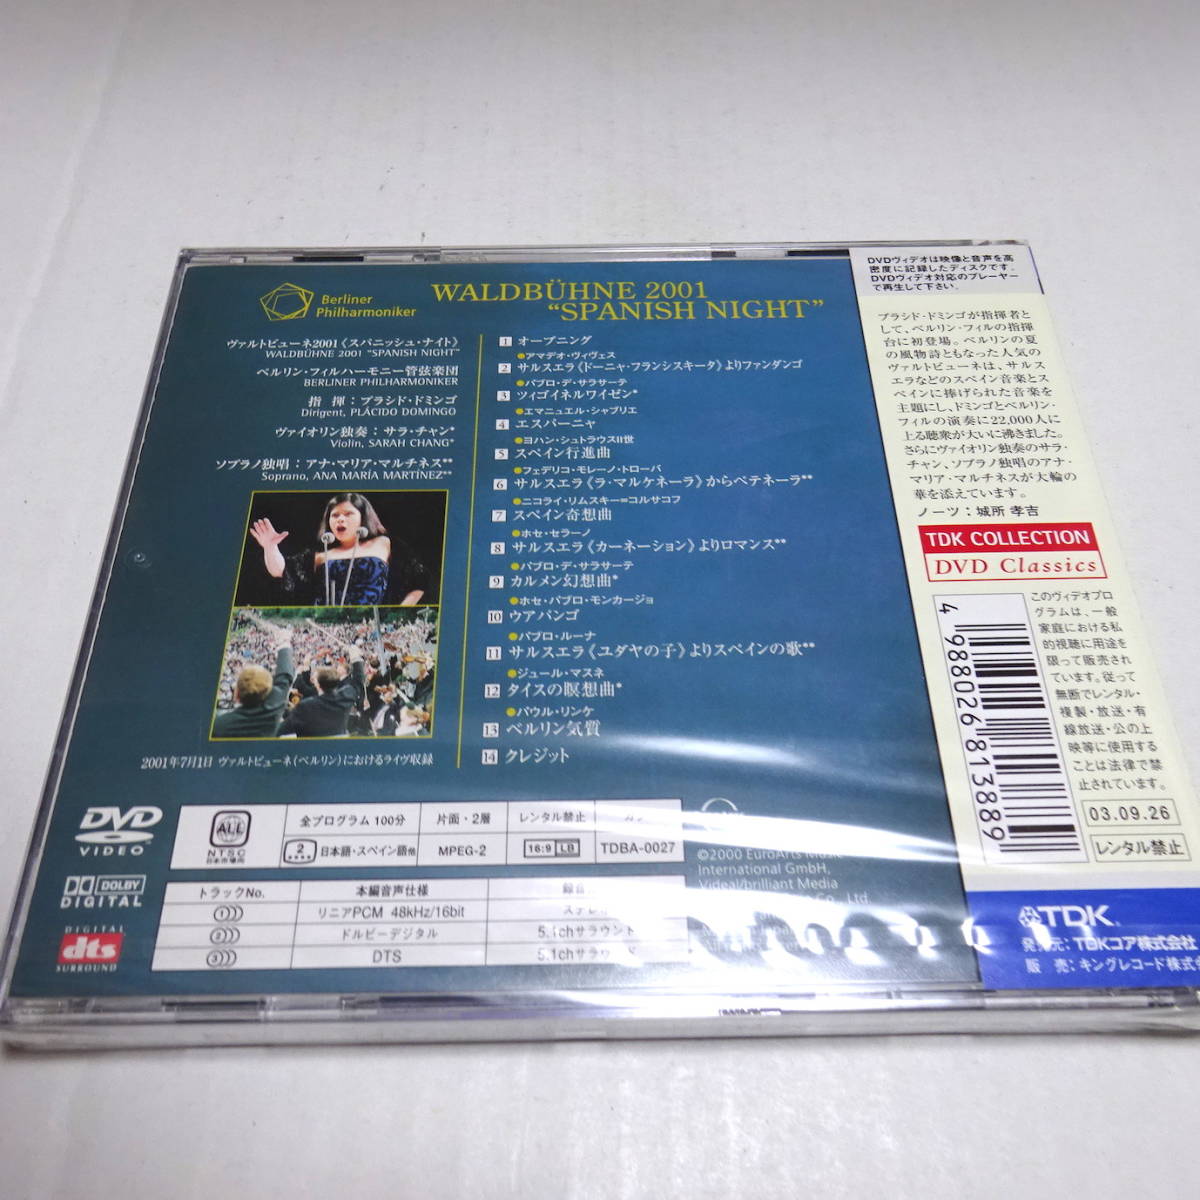 Berliner
Philharmoniker
WALDBÜHNE 2001
“SPANISH NIGHT”
ヴァルトビューネ2001《スパニッシュ・ナイト》
WALDBÜHNE 2001 “SPANISH NIGHT”
ベルリン・フィルハーモニー管弦楽団
BERLINER PHILHARMONIKER
指 揮：プラシド・ドミンゴ
Dirigent, PLÁCIDO DOMINGO
ヴァイオリン独奏：サラ・チャン*
Violin, SARAH CHANG*
ソプラノ独唱：アナ・マリア・マルチネス**
Soprano, ANA MARÍA MARTÍNEZ**
2001年7月1日 ヴァルトビューネ(ベルリン)におけるライヴ収録
1 オープニング
●アマデオ・ヴィヴェス
2 サルスエラ《ドーニャ・フランシスキータ》よりファンダンゴ
●パブロ・デ・サラサーテ
3 ツィゴイネルワイゼン*
●エマニュエル・シャブリエ
4 エスパーニャ
●ヨハン・シュトラウスII世
5 スペイン行進曲
●フェデリコ・モレーノ・トローバ
6 サルスエラ《ラ・マルケネーラ》からペテネーラ**
●ニコライ・リムスキー=コルサコフ
7 スペイン奇想曲
●ホセ・セラーノ
8 サルスエラ《カーネーション》よりロマンス**
●パブロ・デ・サラサーテ
9 カルメン幻想曲*
●ホセ・パブロ・モンカージョ
10 ウアパンゴ
●パブロ・ルーナ
11 サルスエラ《ユダヤの子》よりスペインの歌**
●ジュール・マスネ
12 タイスの瞑想曲*
●パウル・リンケ
13 ベルリン気質
14 クレジット
DVD
VIDEO
ALL
NTSC
日本市場向
全プログラム 100分
片面・2層
レンタル禁止
2 日本語・スペイン語他
MPEG-2
16:9 LB
TDBA-0027
DOLBY
DIGITAL
DIGITAL
dts
SURROUND
トラックNo.
本編音声仕様
1
リニアPCM 48kHz/16bit
2
ドルビーデジタル
5.1chサラウンド
3
DTS
5.1chサラウンド
©2000 EuroArts Music
International GmbH,
Videal/brilliant Media
DVDヴィデオは映像と音声を高
密度に記録したディスクです。
DVDヴィデオ対応のプレーヤー
で再生して下さい。
プラシド・ドミンゴが指揮者と
して、ベルリン・フィルの指揮
台に初登場。ベルリンの夏
の風物詩ともなった人気の
ヴァルトビューネは、サルス
エラなどのスペイン音楽とス
ペインに捧げられた音楽を
主題にし、ドミンゴとベルリン・
フィルの演奏に22,000人に
上る聴衆が大いに沸きました。
さらにヴァイオリン独奏のサラ・
チャン、ソプラノ独唱のアナ・
マリア・マルチネスが大輪の
華を添えています。
ノーツ：城所 孝吉
TDK COLLECTION
DVD Classics
4 988026 813889
このヴィデオプロ
グラムは、一般
家庭における私
的視聴に用途を
限って販売され
ています。従って
無断でレンタル・
複製・放送・有
線放送・公の上
映等に使用する
ことは法律で禁
止されています。
03.09.26
レンタル禁止
TDK
発売元：TDKコア株式会社
販 売：キングレコード株式会